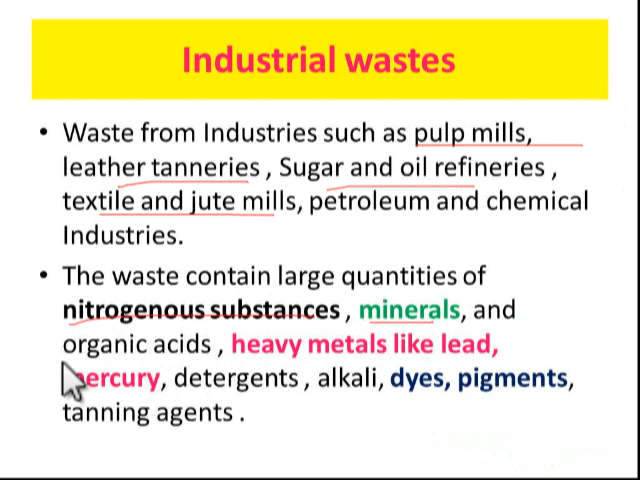 Industrial wastes
• Waste from Industries such as pulp mills,
leather tanneries , Sugar and oil refineries ,
textile and jute mills, petroleum and chemical
Industries.
• The waste contain large quantities of
nitrogenous substances , minerals, and
organic acids , heavy metals like lead,
mercury, detergents , alkali, dyes, pigments,
tanning agents .